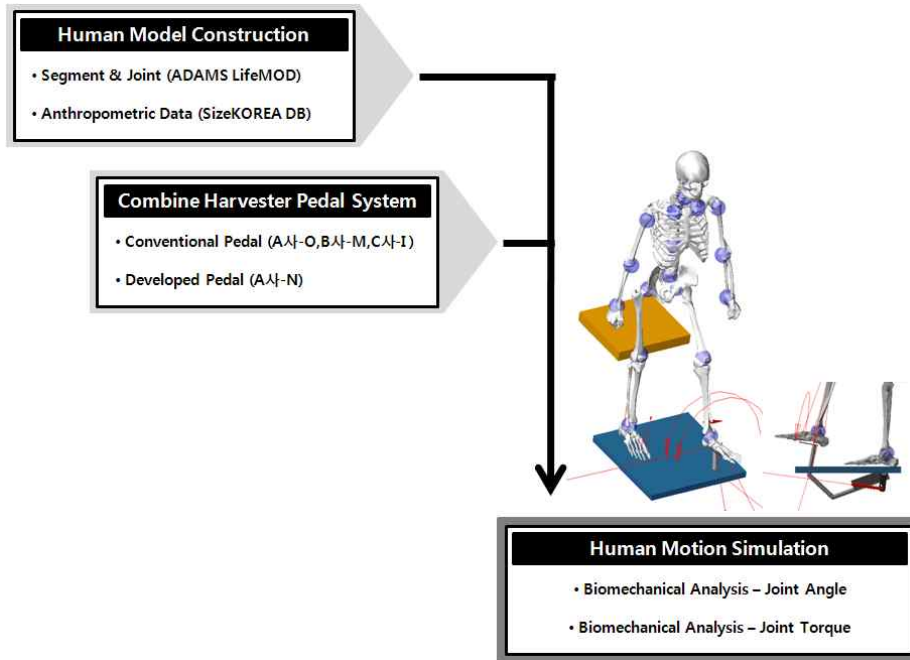 Human Model Construction
• Segment & Joint (ADAMS LifeMOD)
• Anthropometric Data (SizeKOREA DB)
Combine Harvester Pedal System
• Conventional Pedal (A사-O,B사-M,C사-I)
• Developed Pedal (A사-N)
Human Motion Simulation
• Biomechanical Analysis – Joint Angle
• Biomechanical Analysis – Joint Torque